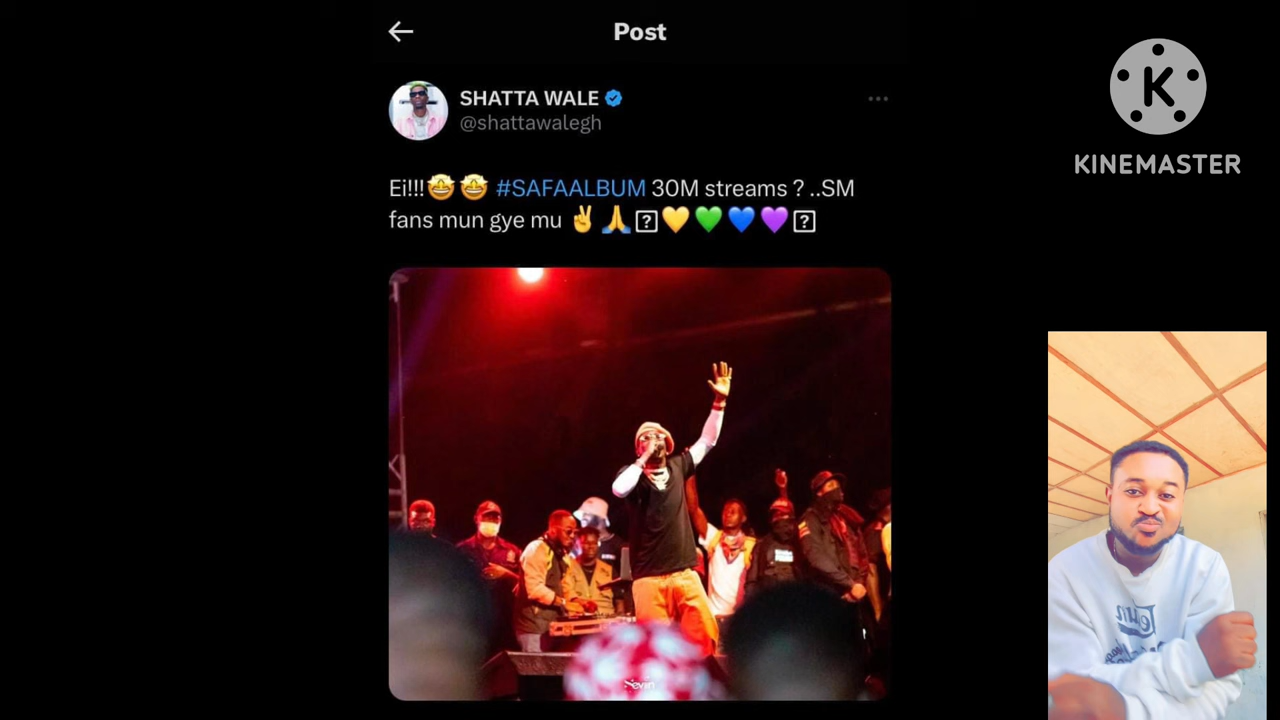 Post
SHATTA WALE
@shattawalegh
Ei!!!🤩🤩 #SAFAALBUM 30M streams ? ..SM
fans mun gye mu ✌️🙏💛💚💙💜
K
KINEMASTER